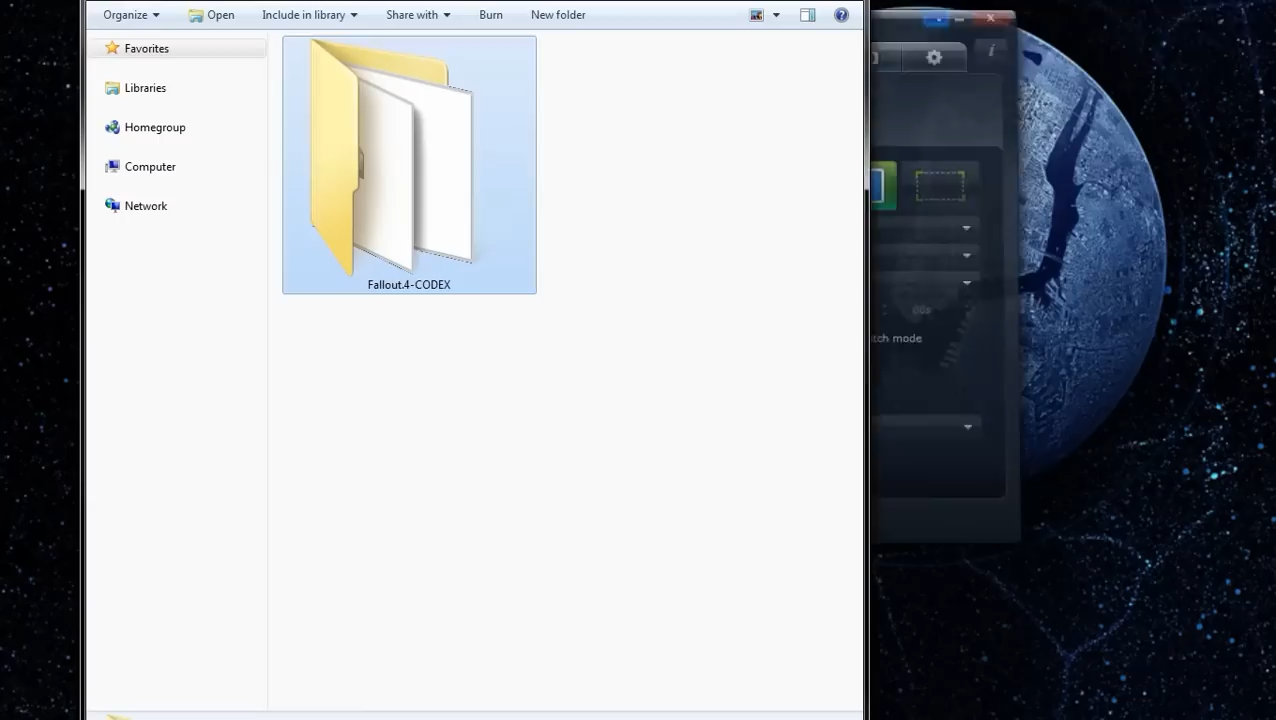 Organize Open Include in library Share with Burn New folder
Favorites
Libraries
Homegroup
Computer
Network
Fallout.4-CODEX
00s
tch mode